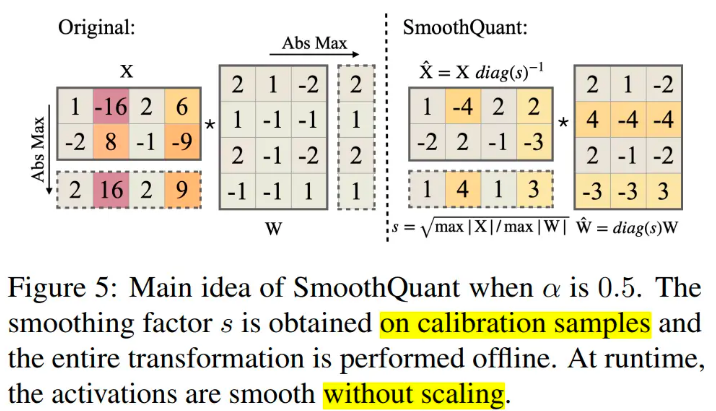 Original:
SmoothQuant:
Abs Max
X
X̂ = X diag(s)⁻¹
Abs Max
1 -16 2 6
-2 8 -1 -9
2 16 2 9
*
2 1 -2
1 -1 -1
2 -1 -2
-1 -1 1
2
1
2
1
W
1 -4 2 2
-2 2 -1 -3
1 4 1 3
*
2 1 -2
4 -4 -4
2 -1 -2
-3 -3 3
s = √max |X|/max |W|
Ŵ = diag(s)W
Figure 5: Main idea of SmoothQuant when α is 0.5. The
smoothing factor s is obtained on calibration samples and
the entire transformation is performed offline. At runtime,
the activations are smooth without scaling.